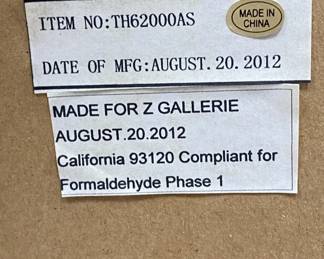 ITEM NO:TH62000AS
MADE IN
CHINA
DATE OF MFG:AUGUST.20.2012
MADE FOR Z GALLERIE
AUGUST.20.2012
California 93120 Compliant for
Formaldehyde Phase 1